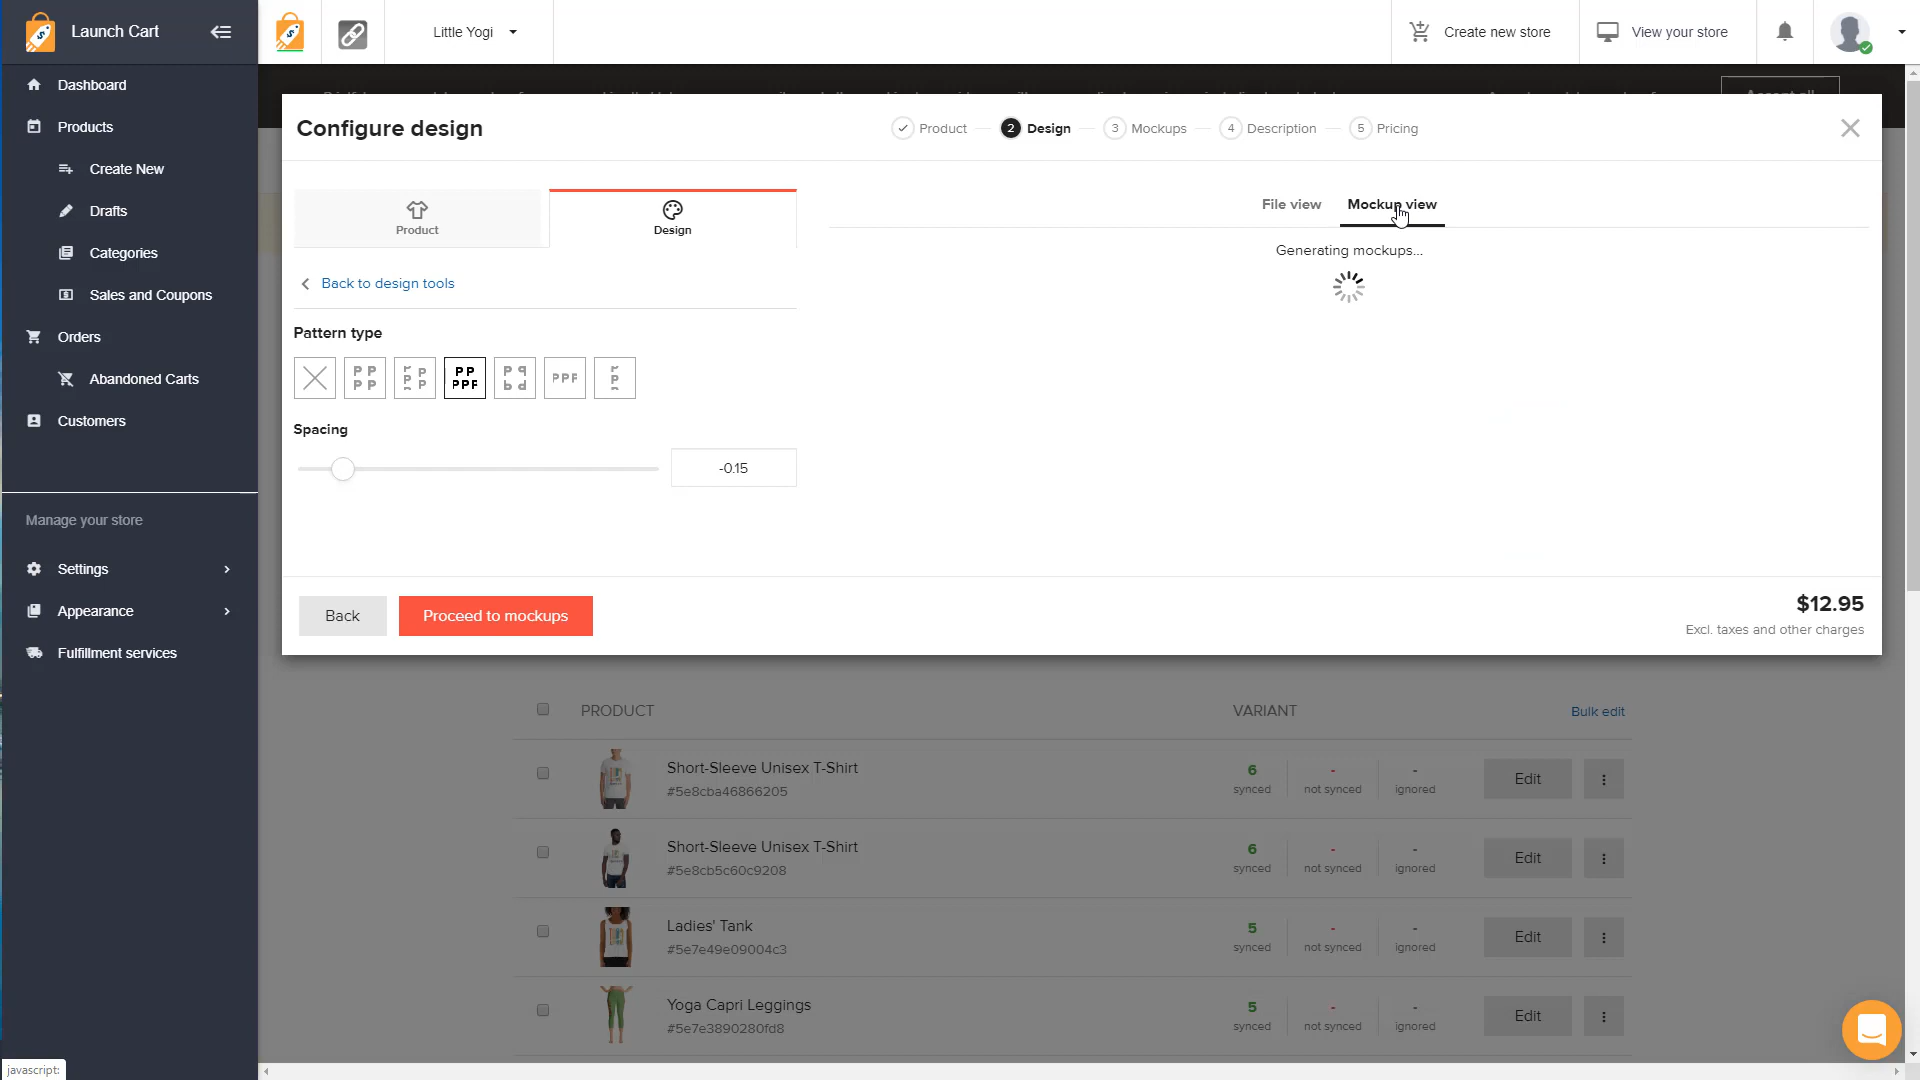 Launch Cart
Little Yogi
Create new store
View your store
Dashboard
Products
Create New
Drafts
Categories
Sales and Coupons
Orders
Abandoned Carts
Customers
Manage your store
Settings
Appearance
Fulfillment services
Configure design
Product
2 Design
3 Mockups
4 Description
5 Pricing
Product
Design
File view
Mockup view
Generating mockups...
Back to design tools
Pattern type
Spacing
-0.15
Back
Proceed to mockups
$12.95
Excl. taxes and other charges
PRODUCT
VARIANT
Bulk edit
Short-Sleeve Unisex T-Shirt
#5e8cba46866205
6
synced
-
not synced
-
ignored
Edit
Short-Sleeve Unisex T-Shirt
#5e8cb5c60c9208
6
synced
-
not synced
-
ignored
Edit
Ladies' Tank
#5e7e49e09004c3
5
synced
-
not synced
-
ignored
Edit
Yoga Capri Leggings
#5e7e3890280fd8
5
synced
-
not synced
-
ignored
Edit
javascript: